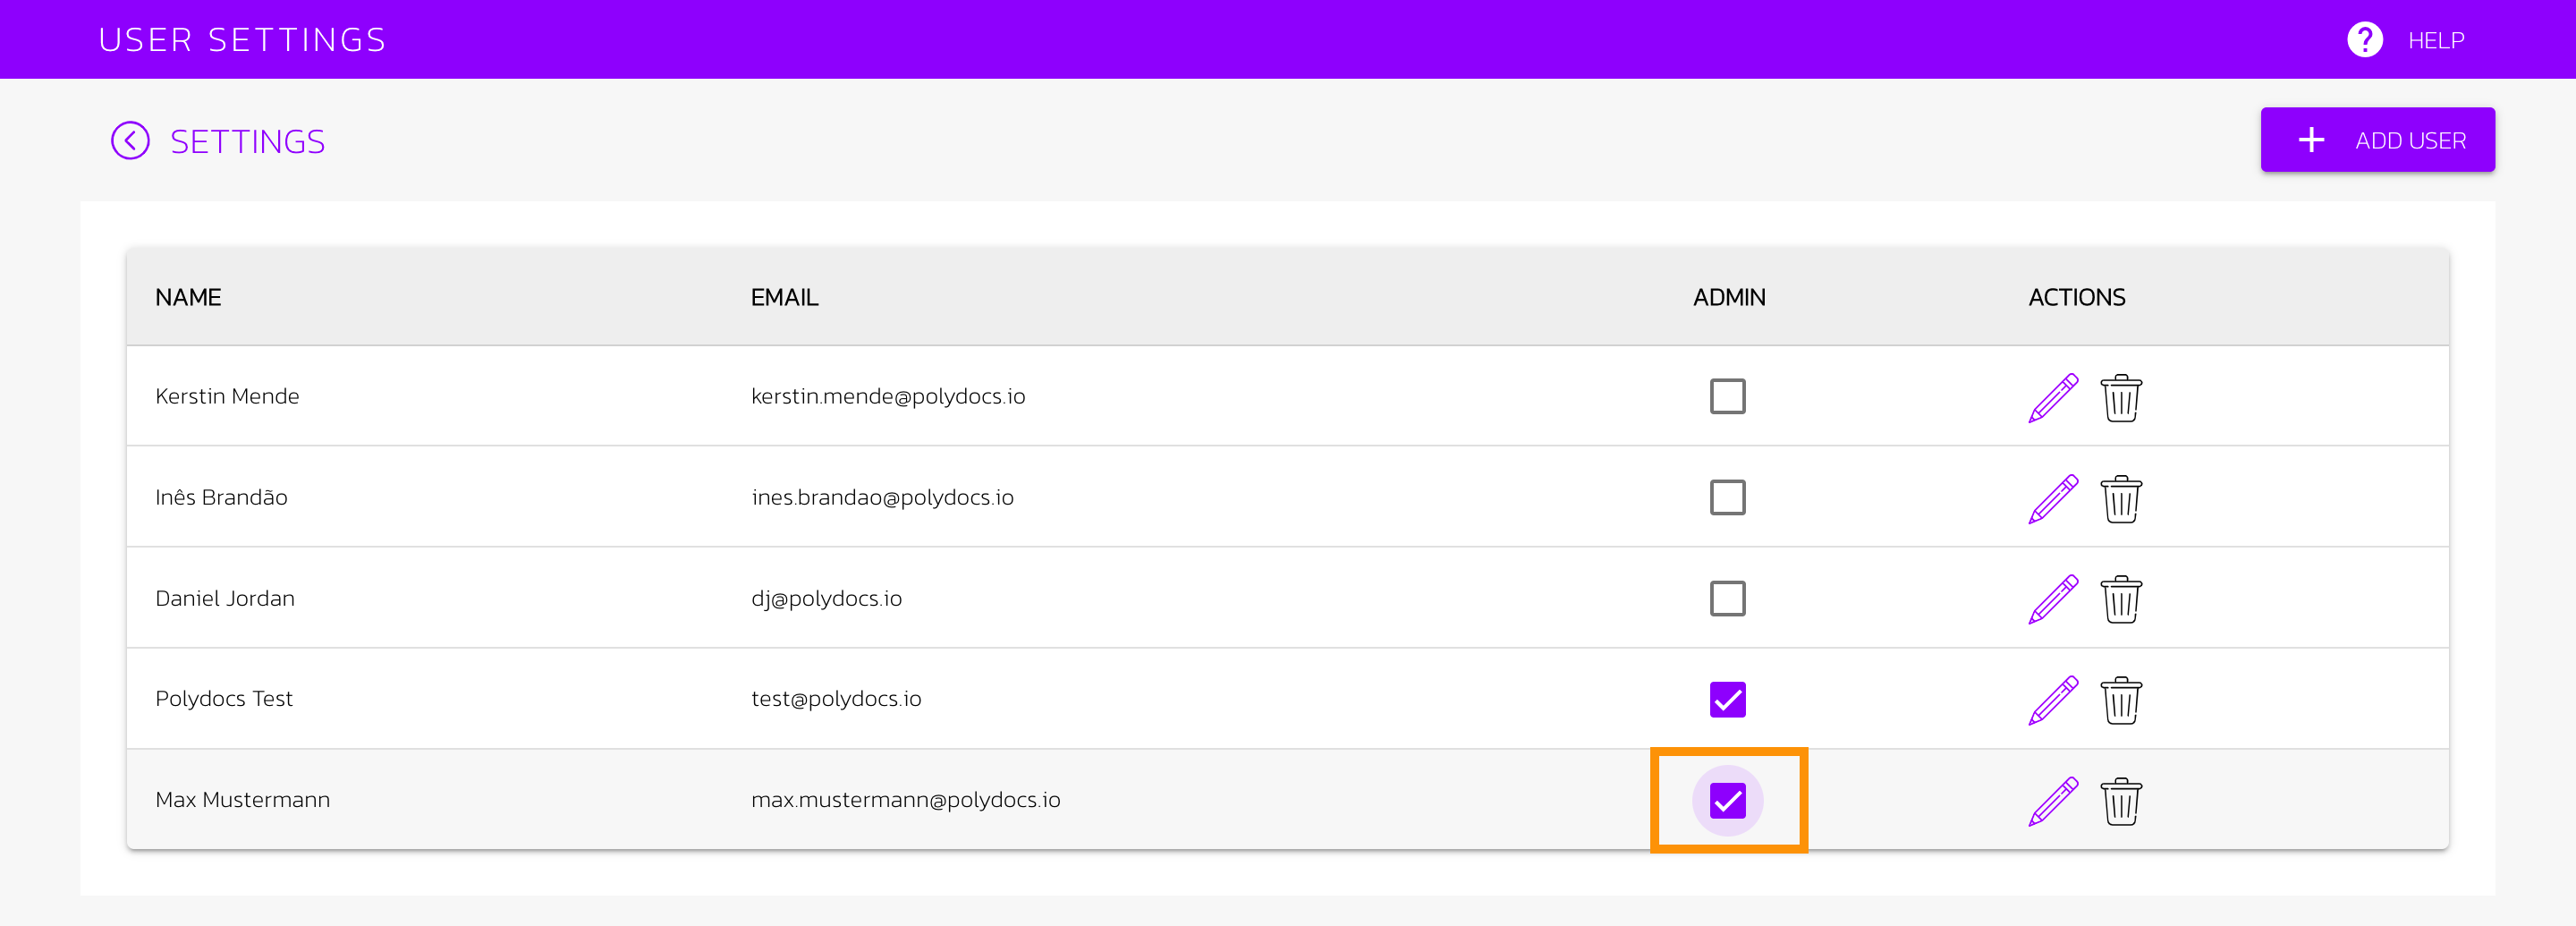 USER SETTINGS
? HELP
SETTINGS
+ ADD USER
NAME EMAIL ADMIN ACTIONS
Kerstin Mende kerstin.mende@polydocs.io
Inês Brandão ines.brandao@polydocs.io
Daniel Jordan dj@polydocs.io
Polydocs Test test@polydocs.io
Max Mustermann max.mustermann@polydocs.io